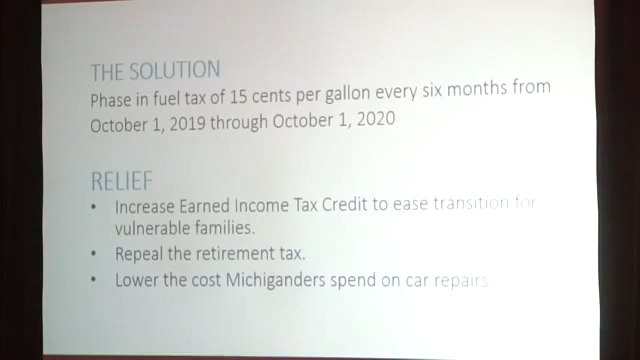 THE SOLUTION
Phase in fuel tax of 15 cents per gallon every six months from
October 1, 2019 through October 1, 2020
RELIEF
• Increase Earned Income Tax Credit to ease transition for
vulnerable families.
• Repeal the retirement tax.
• Lower the cost Michiganders spend on car repairs